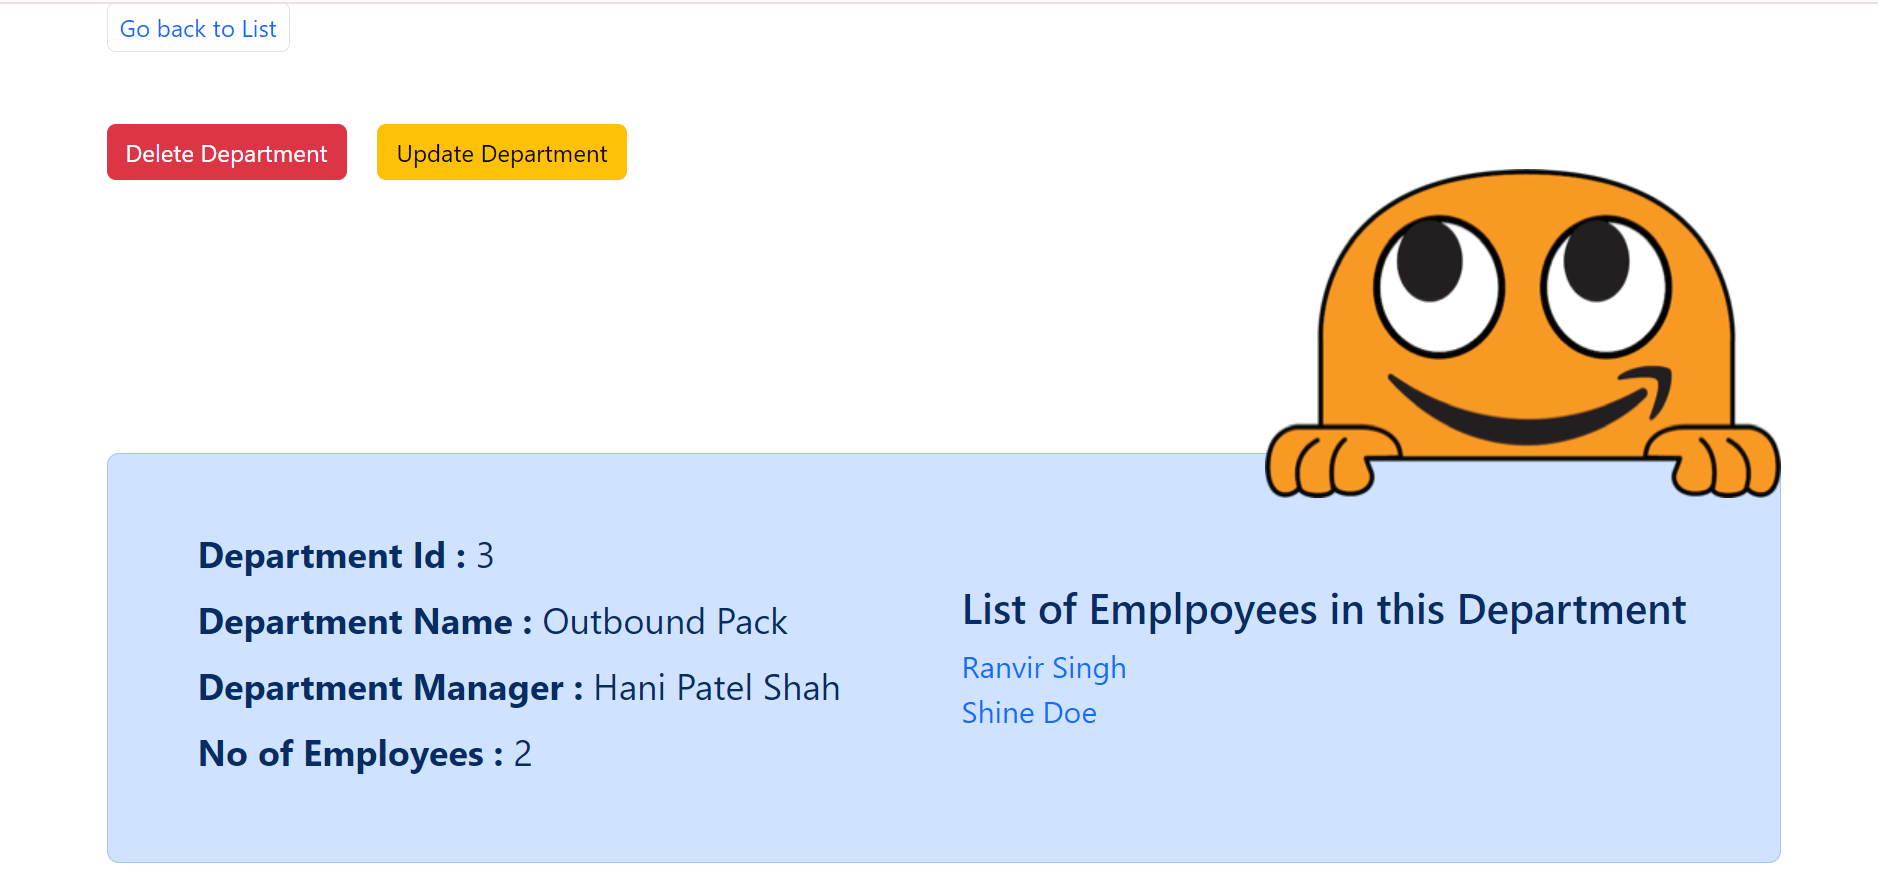 Go back to List
Delete Department
Update Department
Department Id : 3
Department Name : Outbound Pack
Department Manager : Hani Patel Shah
No of Employees : 2
List of Emplpoyees in this Department
Ranvir Singh
Shine Doe